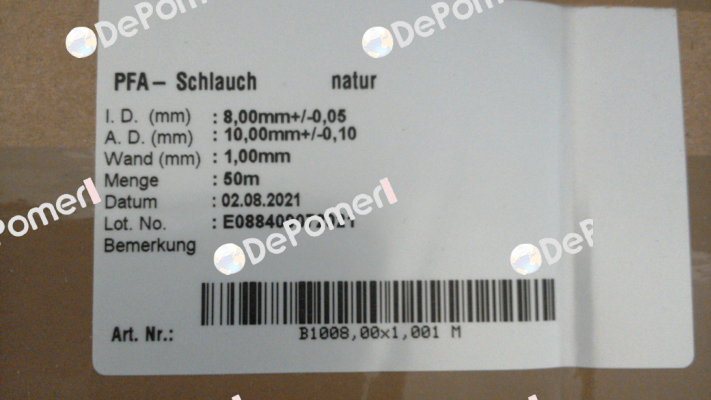 PFA- Schlauch natur
I. D. (mm) : 8,00mm+/-0,05
A. D. (mm) : 10,00mm+/-0,10
Wand (mm) : 1,00mm
Menge : 50m
Datum : 02.08.2021
Lot. No. :
Bemerkung
Art. Nr.: B1008,00x1,001 M
DePomerl
DePomerl
DePomerl
DePomerl
DePomerl
DePomerl